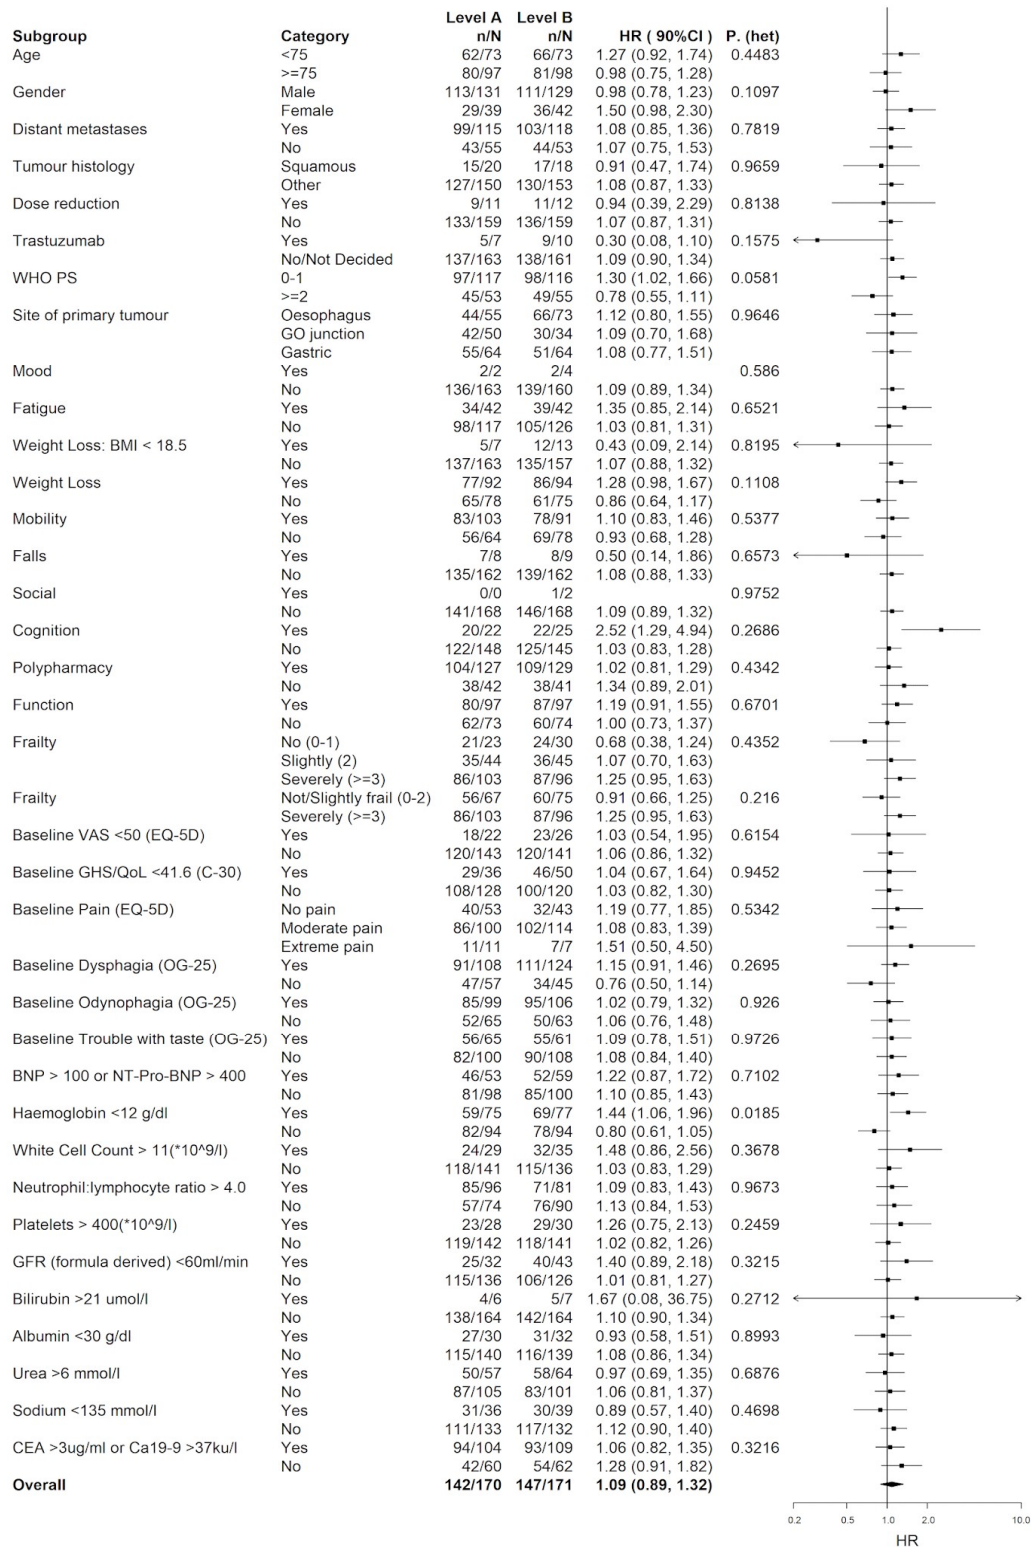 Level A Level B
Subgroup Category n/N n/N HR ( 90%CI ) P. (het)
Age <75 62/73 66/73 1.27 (0.92, 1.74) 0.4483
>=75 80/97 81/98 0.98 (0.75, 1.28)
Gender Male 113/131 111/129 0.98 (0.78, 1.23) 0.1097
Female 29/39 36/42 1.50 (0.98, 2.30)
Distant metastases Yes 99/115 103/118 1.08 (0.85, 1.36) 0.7819
No 43/55 44/53 1.07 (0.75, 1.53)
Tumour histology Squamous 15/20 17/18 0.91 (0.47, 1.74) 0.9659
Other 127/150 130/153 1.08 (0.87, 1.33)
Dose reduction Yes 9/11 11/12 0.94 (0.39, 2.29) 0.8138
No 133/159 136/159 1.07 (0.87, 1.31)
Trastuzumab Yes 5/7 9/10 0.30 (0.08, 1.10) 0.1575
No/Not Decided 137/163 138/161 1.09 (0.90, 1.34)
WHO PS 0-1 97/117 98/116 1.30 (1.02, 1.66) 0.0581
>=2 45/53 49/55 0.78 (0.55, 1.11)
Site of primary tumour Oesophagus 44/55 66/73 1.12 (0.80, 1.55) 0.9646
GO junction 42/50 30/34 1.09 (0.70, 1.68)
Gastric 55/64 51/64 1.08 (0.77, 1.51)
Mood Yes 2/2 2/4 0.586
No 136/163 139/160 1.09 (0.89, 1.34)
Fatigue Yes 34/42 39/42 1.35 (0.85, 2.14) 0.6521
No 98/117 105/126 1.03 (0.81, 1.31)
Weight Loss: BMI < 18.5 Yes 5/7 12/13 0.43 (0.09, 2.14) 0.8195
No 137/163 135/157 1.07 (0.88, 1.32)
Weight Loss Yes 77/92 86/94 1.28 (0.98, 1.67) 0.1108
No 65/78 61/75 0.86 (0.64, 1.17)
Mobility Yes 83/103 78/91 1.10 (0.83, 1.46) 0.5377
No 56/64 69/78 0.93 (0.68, 1.28)
Falls Yes 7/8 8/9 0.50 (0.14, 1.86) 0.6573
No 135/162 139/162 1.08 (0.88, 1.33)
Social Yes 0/0 1/2 0.9752
No 141/168 146/168 1.09 (0.89, 1.32)
Cognition Yes 20/22 22/25 2.52 (1.29, 4.94) 0.2686
No 122/148 125/145 1.03 (0.83, 1.28)
Polypharmacy Yes 104/127 109/129 1.02 (0.81, 1.29) 0.4342
No 38/42 38/41 1.34 (0.89, 2.01)
Function Yes 80/97 87/97 1.19 (0.91, 1.55) 0.6701
No 62/73 60/74 1.00 (0.73, 1.37)
Frailty No (0-1) 21/23 24/30 0.68 (0.38, 1.24) 0.4352
Slightly (2) 35/44 36/45 1.07 (0.70, 1.63)
Severely (>=3) 86/103 87/96 1.25 (0.95, 1.63)
Frailty Not/Slightly frail (0-2) 56/67 60/75 0.91 (0.66, 1.25) 0.216
Severely (>=3) 86/103 87/96 1.25 (0.95, 1.63)
Baseline VAS <50 (EQ-5D) Yes 18/22 23/26 1.03 (0.54, 1.95) 0.6154
No 120/143 120/141 1.06 (0.86, 1.32)
Baseline GHS/QoL <41.6 (C-30) Yes 29/36 46/50 1.04 (0.67, 1.64) 0.9452
No 108/128 100/120 1.03 (0.82, 1.30)
Baseline Pain (EQ-5D) No pain 40/53 32/43 1.19 (0.77, 1.85) 0.5342
Moderate pain 86/100 102/114 1.08 (0.83, 1.39)
Extreme pain 11/11 7/7 1.51 (0.50, 4.50)
Baseline Dysphagia (OG-25) Yes 91/108 111/124 1.15 (0.91, 1.46) 0.2695
No 47/57 34/45 0.76 (0.50, 1.14)
Baseline Odynophagia (OG-25) Yes 85/99 95/106 1.02 (0.79, 1.32) 0.926
No 52/65 50/63 1.06 (0.76, 1.48)
Baseline Trouble with taste (OG-25) Yes 56/65 55/61 1.09 (0.78, 1.51) 0.9726
No 82/100 90/108 1.08 (0.84, 1.40)
BNP > 100 or NT-Pro-BNP > 400 Yes 46/53 52/59 1.22 (0.87, 1.72) 0.7102
No 81/98 85/100 1.10 (0.85, 1.43)
Haemoglobin <12 g/dl Yes 59/75 69/77 1.44 (1.06, 1.96) 0.0185
No 82/94 78/94 0.80 (0.61, 1.05)
White Cell Count > 11(*10^9/l) Yes 24/29 32/35 1.48 (0.86, 2.56) 0.3678
No 118/141 115/136 1.03 (0.83, 1.29)
Neutrophil:lymphocyte ratio > 4.0 Yes 85/96 71/81 1.09 (0.83, 1.43) 0.9673
No 57/74 76/90 1.13 (0.84, 1.53)
Platelets > 400(*10^9/l) Yes 23/28 29/30 1.26 (0.75, 2.13) 0.2459
No 119/142 118/141 1.02 (0.82, 1.26)
GFR (formula derived) <60ml/min Yes 25/32 40/43 1.40 (0.89, 2.18) 0.3215
No 115/136 106/126 1.01 (0.81, 1.27)
Bilirubin >21 umol/l Yes 4/6 5/7 1.67 (0.08, 36.75) 0.2712
No 138/164 142/164 1.10 (0.90, 1.34)
Albumin <30 g/dl Yes 27/30 31/32 0.93 (0.58, 1.51) 0.8993
No 115/140 116/139 1.08 (0.86, 1.34)
Urea >6 mmol/l Yes 50/57 58/64 0.97 (0.69, 1.35) 0.6876
No 87/105 83/101 1.06 (0.81, 1.37)
Sodium <135 mmol/l Yes 31/36 30/39 0.89 (0.57, 1.40) 0.4698
No 111/133 117/132 1.12 (0.90, 1.40)
CEA >3ug/ml or Ca19-9 >37ku/l Yes 94/104 93/109 1.06 (0.82, 1.35) 0.3216
No 42/60 54/62 1.28 (0.91, 1.82)
Overall 142/170 147/171 1.09 (0.89, 1.32)
0.2 0.5 1.0 2.0 10.0
HR